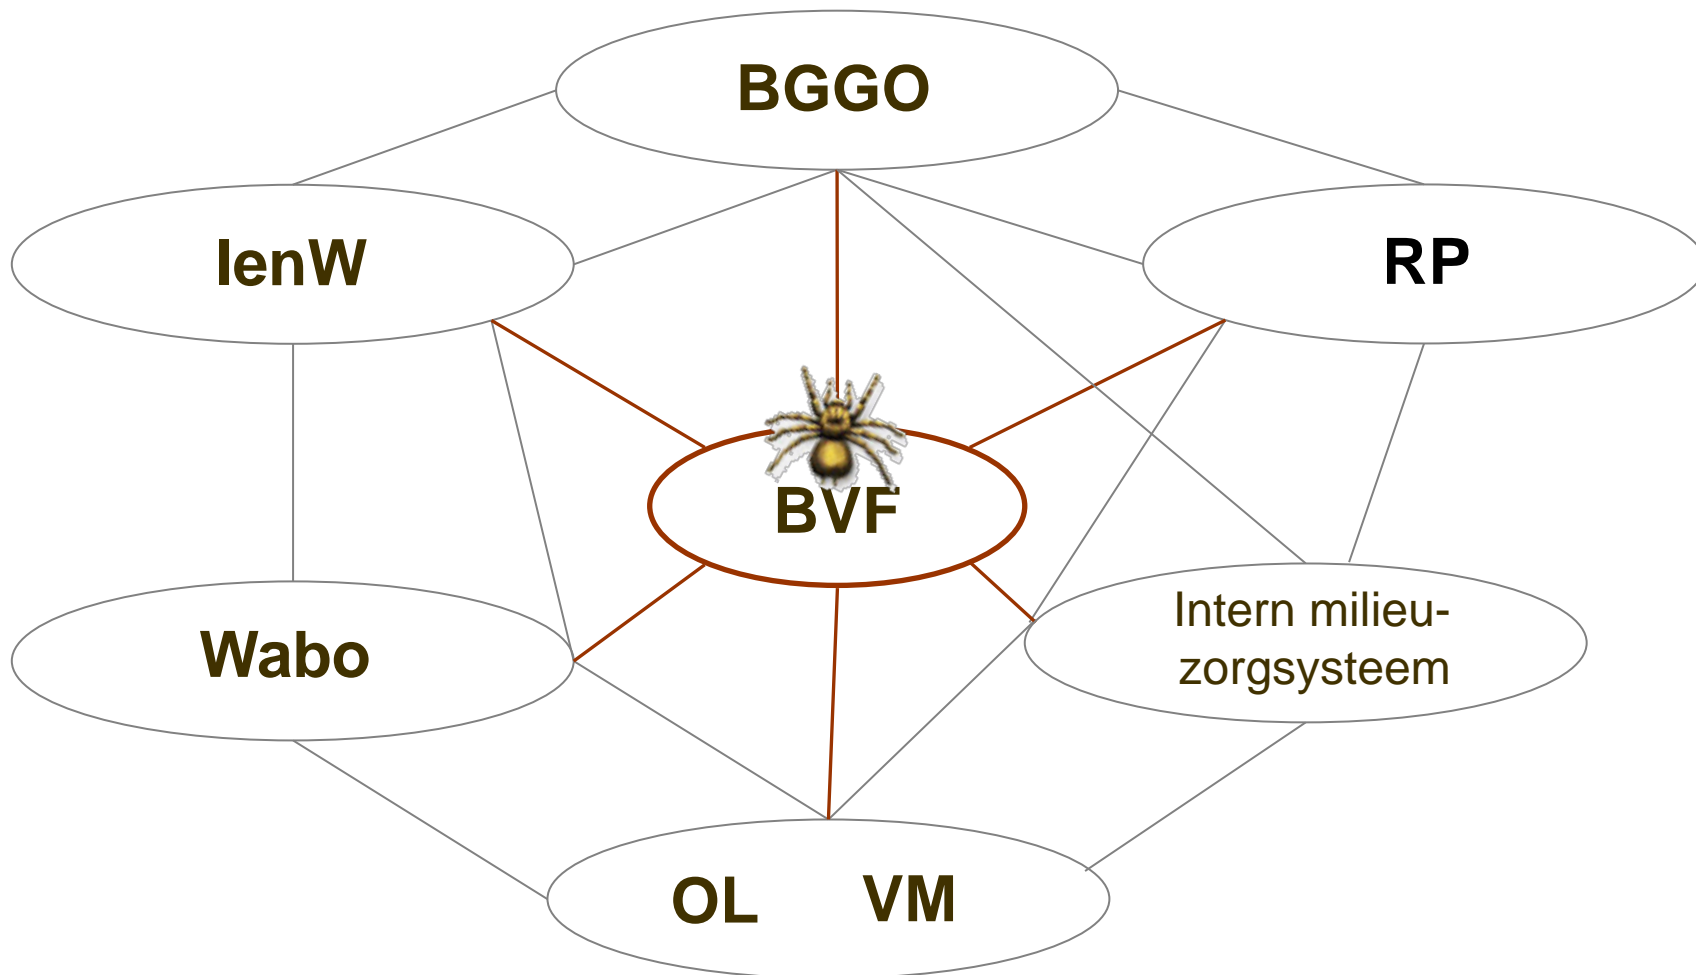 BGGO
IenW
RP
BVF
Intern milieu-
zorgsysteem
Wabo
OL VM